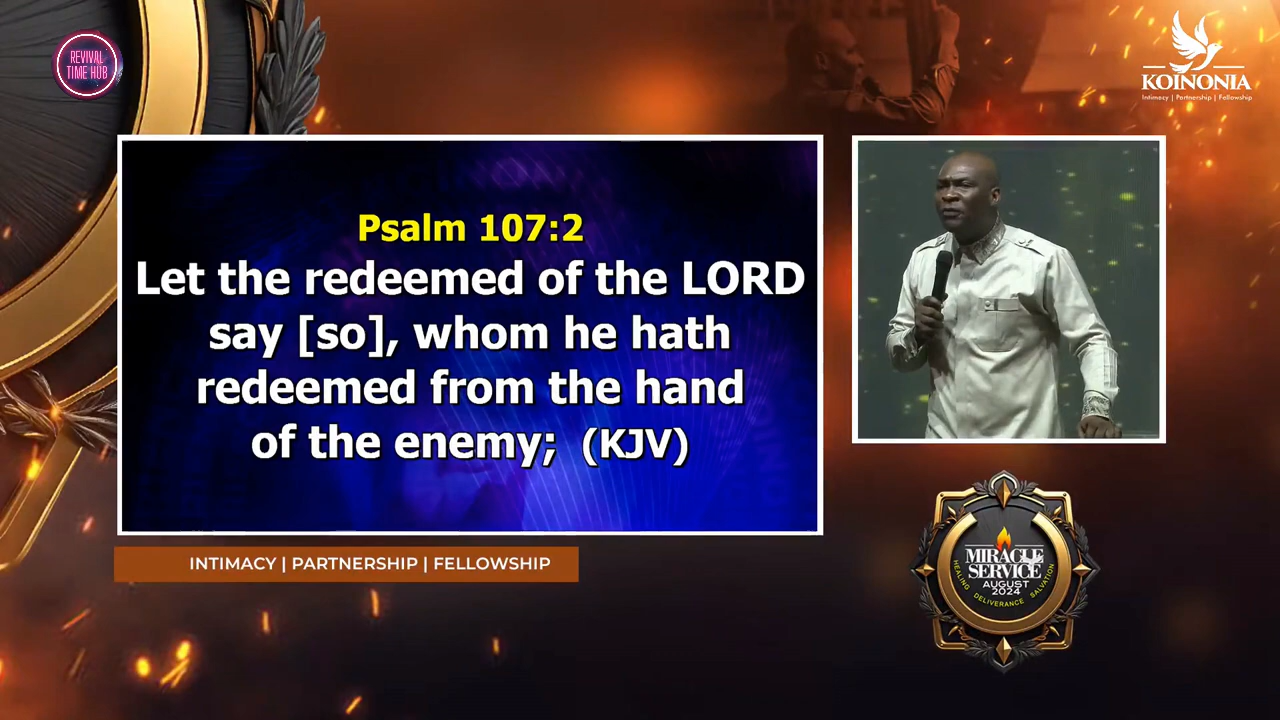 REVIVAL
TIME HUB
KOINONIA
Intimacy | Partnership | Fellowship
Psalm 107:2
Let the redeemed of the LORD
say [so], whom he hath
redeemed from the hand
of the enemy; (KJV)
INTIMACY | PARTNERSHIP | FELLOWSHIP
MIRACLE
SERVICE
AUGUST
2024
HEALING DELIVERANCE SALVATION